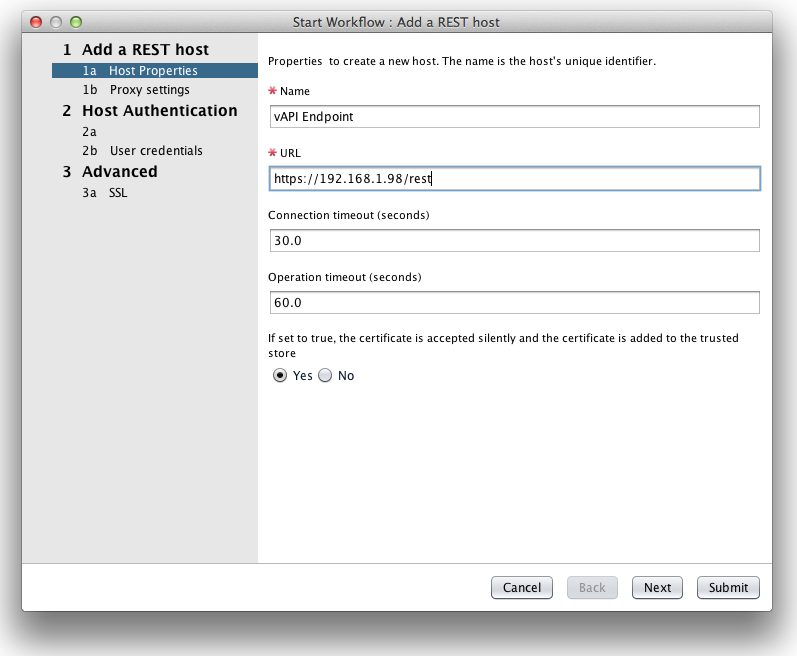 Start Workflow : Add a REST host
1 Add a REST host
1a Host Properties
1b Proxy settings
2 Host Authentication
2a
2b User credentials
3 Advanced
3a SSL
Properties to create a new host. The name is the host's unique identifier.
* Name
vAPI Endpoint
* URL
https://192.168.1.98/rest
Connection timeout (seconds)
30.0
Operation timeout (seconds)
60.0
If set to true, the certificate is accepted silently and the certificate is added to the trusted
store
Yes No
Cancel Back Next Submit